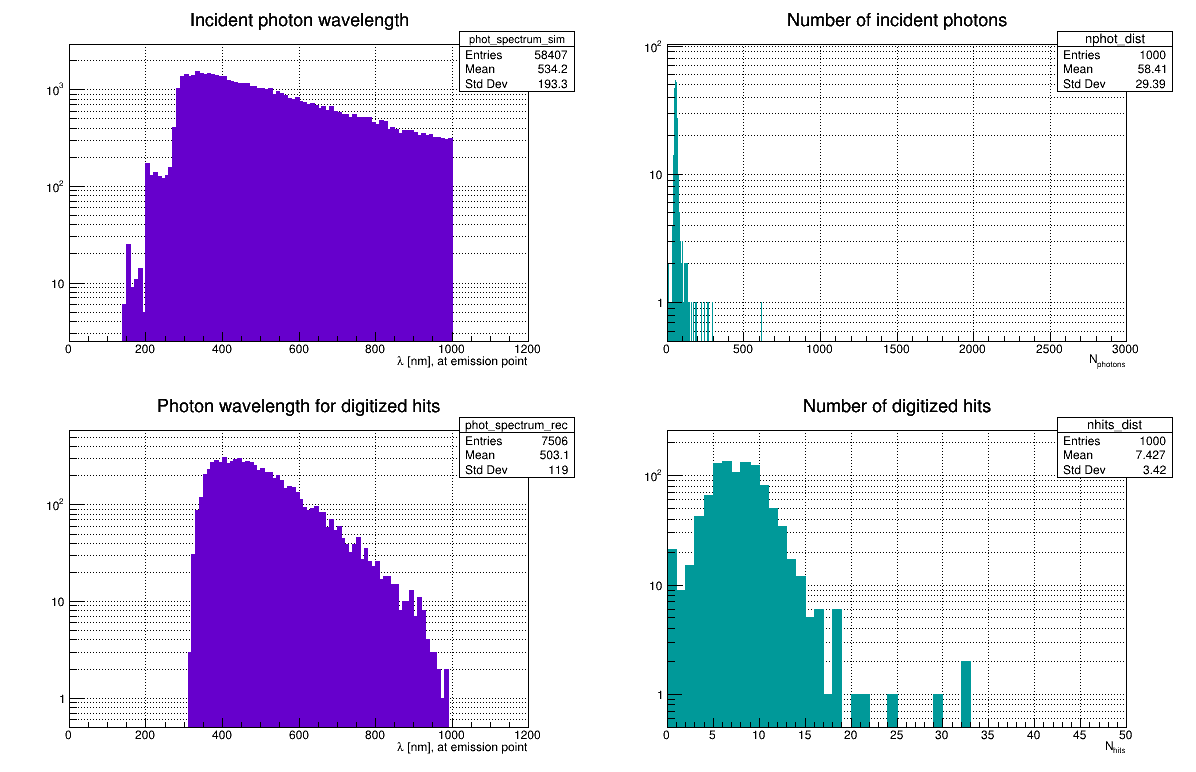 Incident photon wavelength
phot_spectrum_sim
Entries 58407
Mean 534.2
Std Dev 193.3
10³
10²
10
0 200 400 600 800 1000 1200
λ [nm], at emission point
Number of incident photons
nphot_dist
Entries 1000
Mean 58.41
Std Dev 29.39
10²
10
1
0 500 1000 1500 2000 2500 3000
Nphotons
Photon wavelength for digitized hits
phot_spectrum_rec
Entries 7506
Mean 503.1
Std Dev 119
10²
10
1
0 200 400 600 800 1000 1200
λ [nm], at emission point
Number of digitized hits
nhits_dist
Entries 1000
Mean 7.427
Std Dev 3.42
10²
10
1
0 5 10 15 20 25 30 35 40 45 50
Nhits